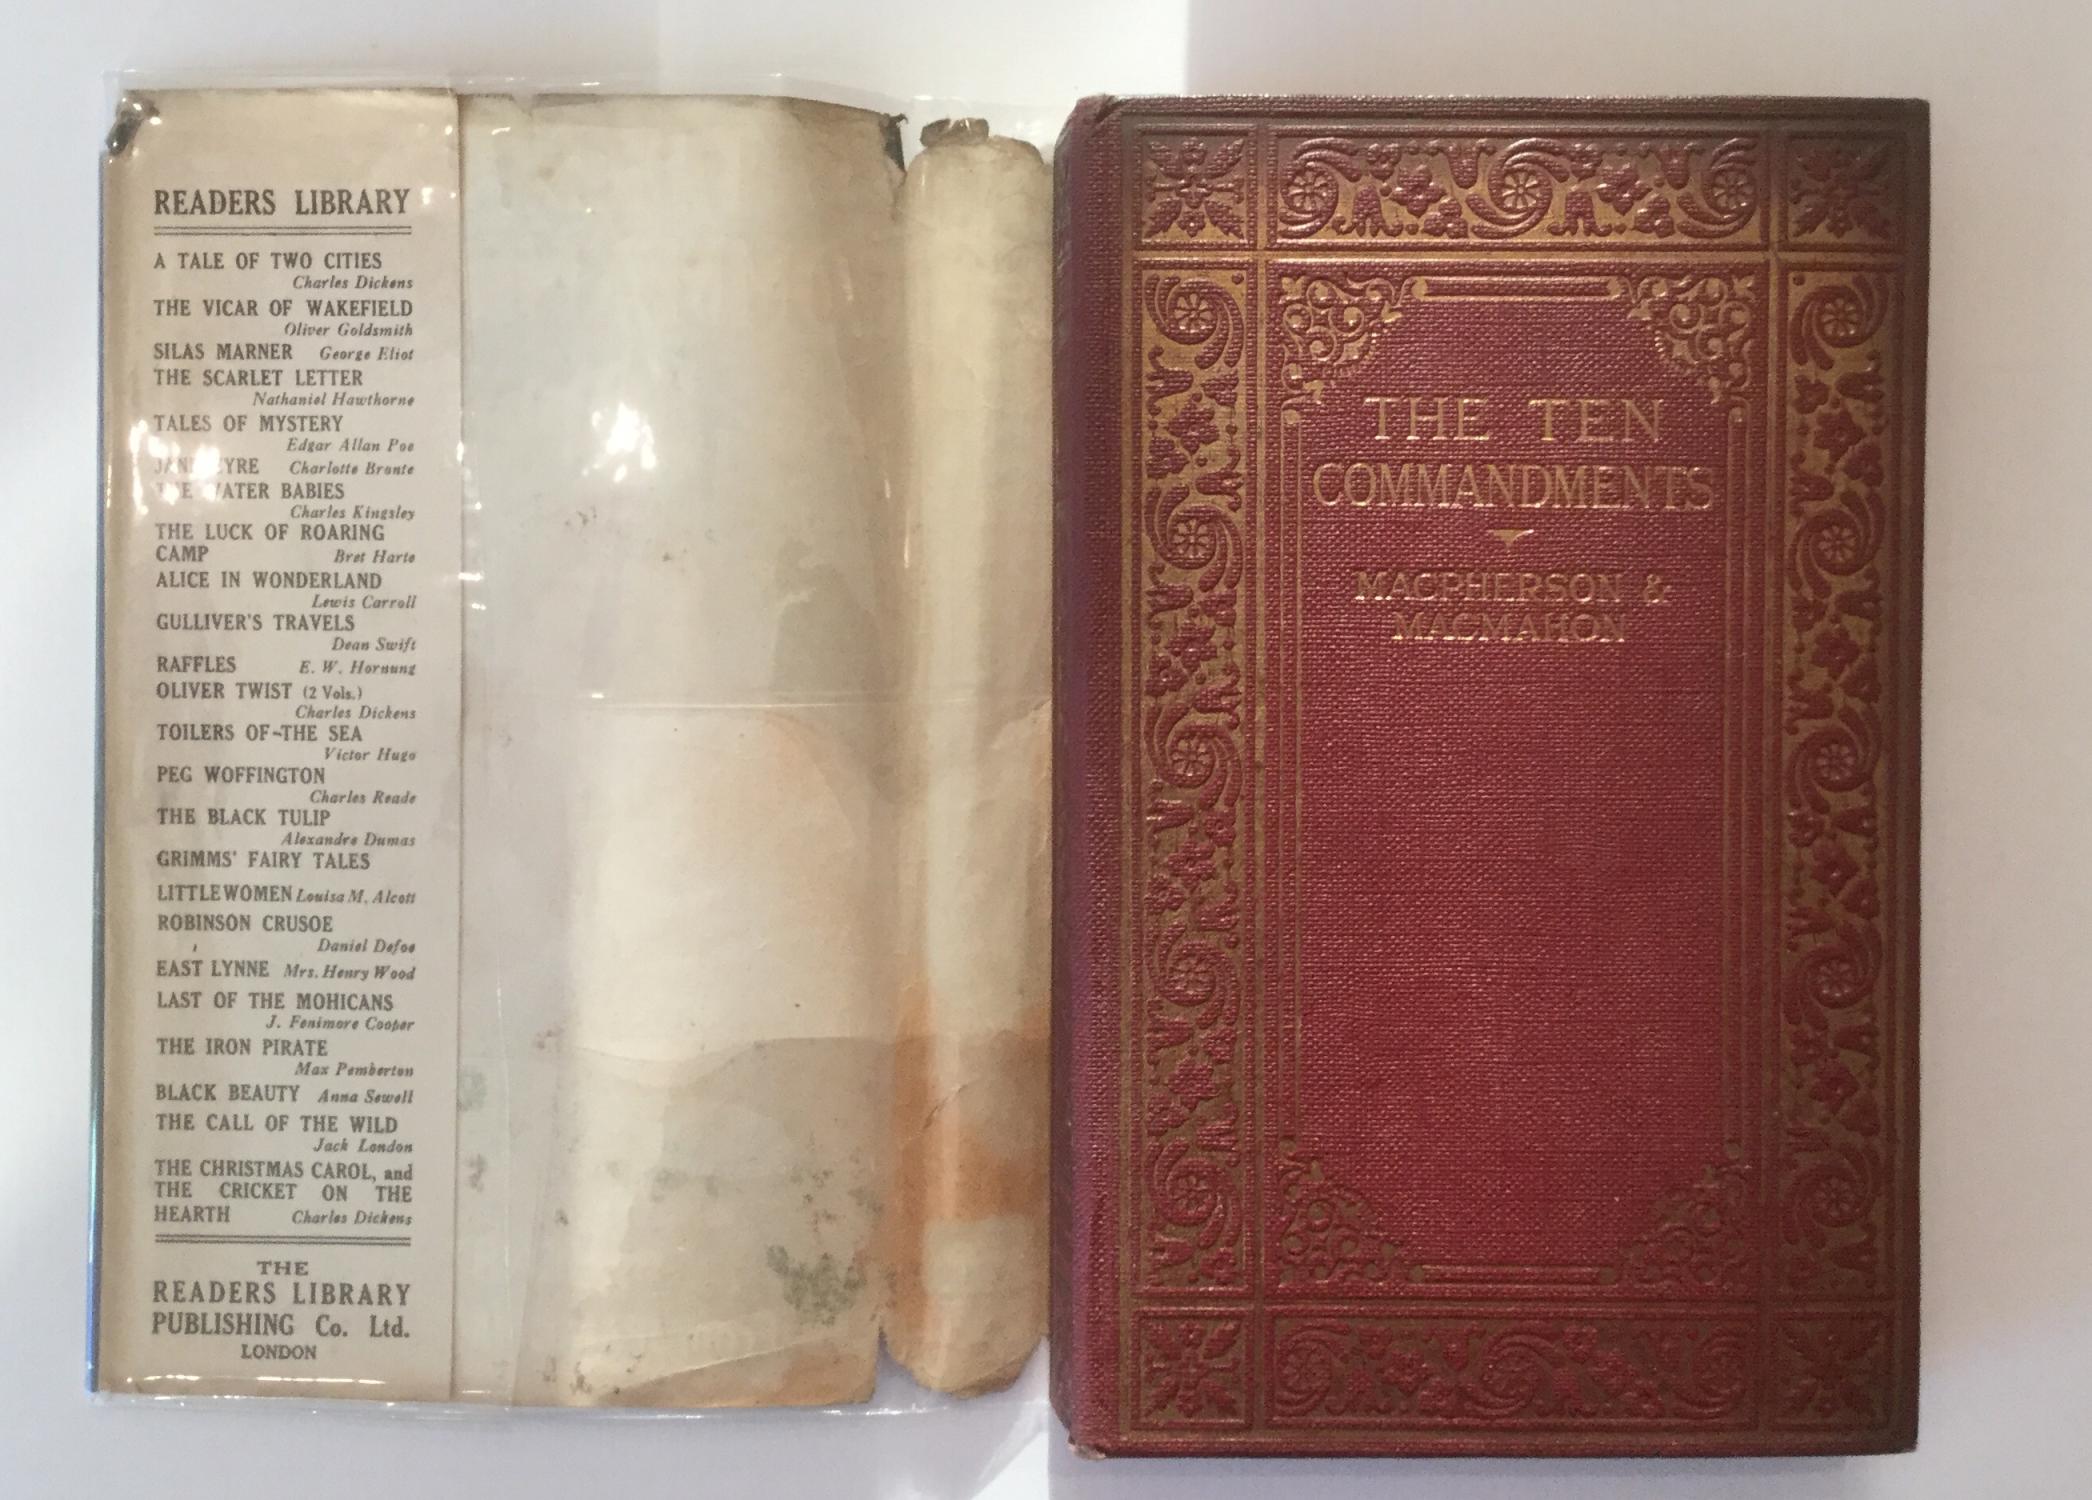 READERS LIBRARY
A TALE OF TWO CITIES
Charles Dickens
THE VICAR OF WAKEFIELD
Oliver Goldsmith
SILAS MARNER George Eliot
THE SCARLET LETTER
Nathaniel Hawthorne
TALES OF MYSTERY
Edgar Allan Poe
JANE EYRE Charlotte Bronte
THE WATER BABIES
Charles Kingsley
THE LUCK OF ROARING
CAMP Bret Harte
ALICE IN WONDERLAND
Lewis Carroll
GULLIVER'S TRAVELS
Dean Swift
RAFFLES E. W. Hornung
OLIVER TWIST (2 Vols.)
Charles Dickens
TOILERS OF-THE SEA
Victor Hugo
PEG WOFFINGTON
Charles Reade
THE BLACK TULIP
Alexandre Dumas
GRIMMS' FAIRY TALES
LITTLE WOMEN Louisa M. Alcott
ROBINSON CRUSOE
Daniel Defoe
EAST LYNNE Mrs. Henry Wood
LAST OF THE MOHICANS
J. Fenimore Cooper
THE IRON PIRATE
Max Pemberton
BLACK BEAUTY Anna Sewell
THE CALL OF THE WILD
Jack London
THE CHRISTMAS CAROL, and
THE CRICKET ON THE
HEARTH Charles Dickens
THE
READERS LIBRARY
PUBLISHING Co. Ltd.
LONDON
THE TEN
COMMANDMENTS
MACPHERSON &
MACMAHON